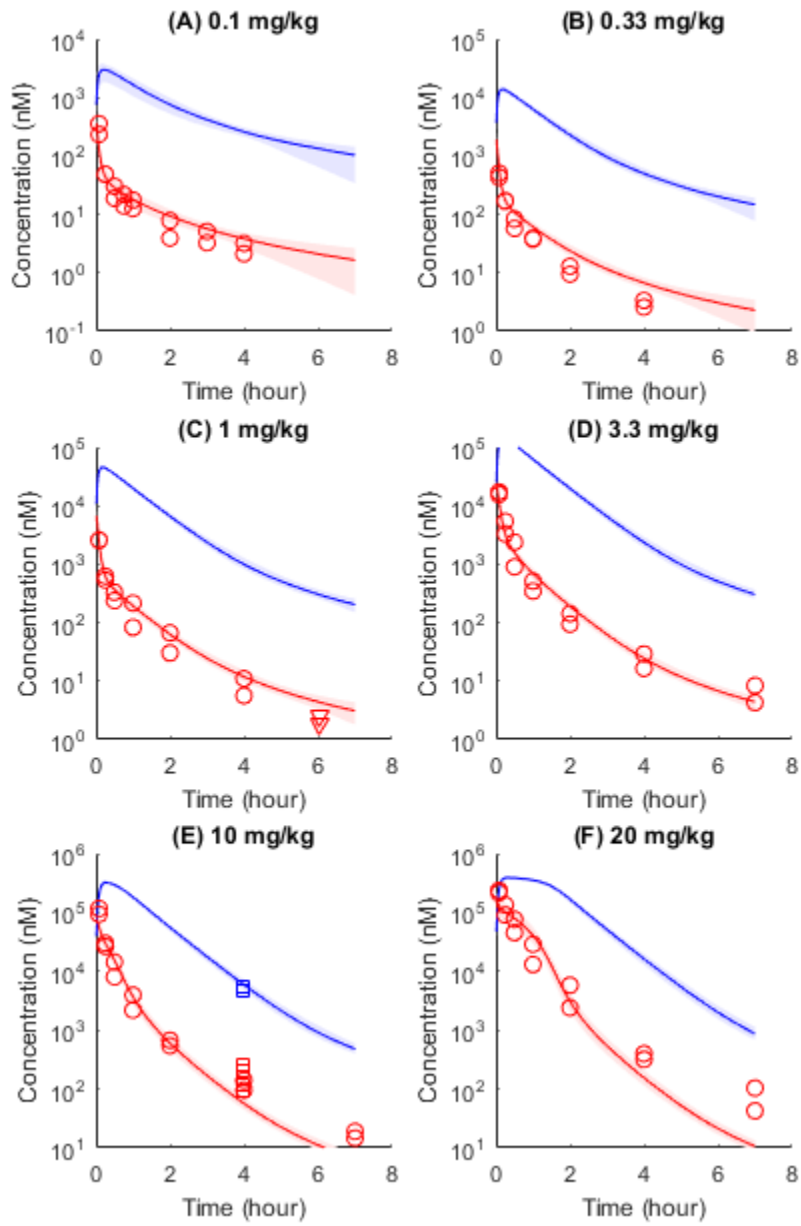 (A) 0.1 mg/kg
Concentration (nM)
10^4
10^3
10^2
10^1
10^0
10^-1
0 2 4 6 8
Time (hour)
(B) 0.33 mg/kg
Concentration (nM)
10^5
10^4
10^3
10^2
10^1
10^0
0 2 4 6 8
Time (hour)
(C) 1 mg/kg
Concentration (nM)
10^5
10^4
10^3
10^2
10^1
10^0
0 2 4 6 8
Time (hour)
(D) 3.3 mg/kg
Concentration (nM)
10^5
10^4
10^3
10^2
10^1
10^0
0 2 4 6 8
Time (hour)
(E) 10 mg/kg
Concentration (nM)
10^6
10^5
10^4
10^3
10^2
10^1
0 2 4 6 8
Time (hour)
(F) 20 mg/kg
Concentration (nM)
10^6
10^5
10^4
10^3
10^2
10^1
0 2 4 6 8
Time (hour)